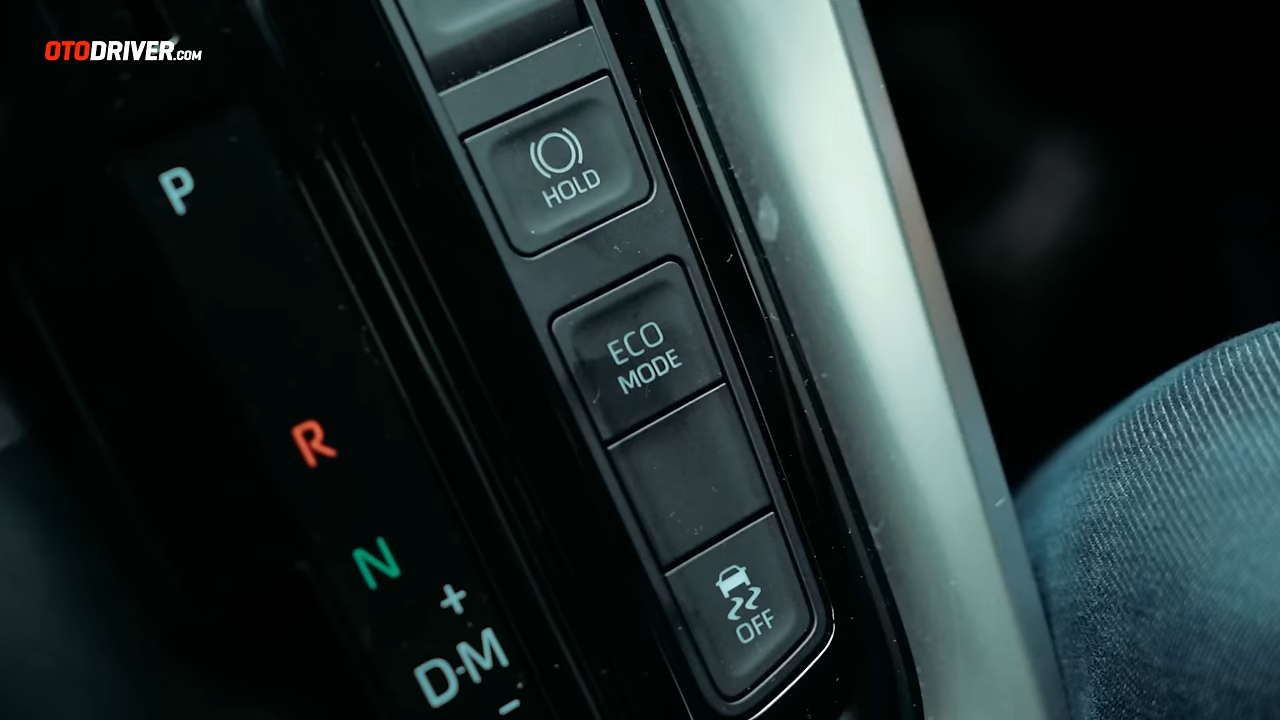 OTODRIVER.COM
P
R
N
+
D-M
-
HOLD
ECO
MODE
OFF